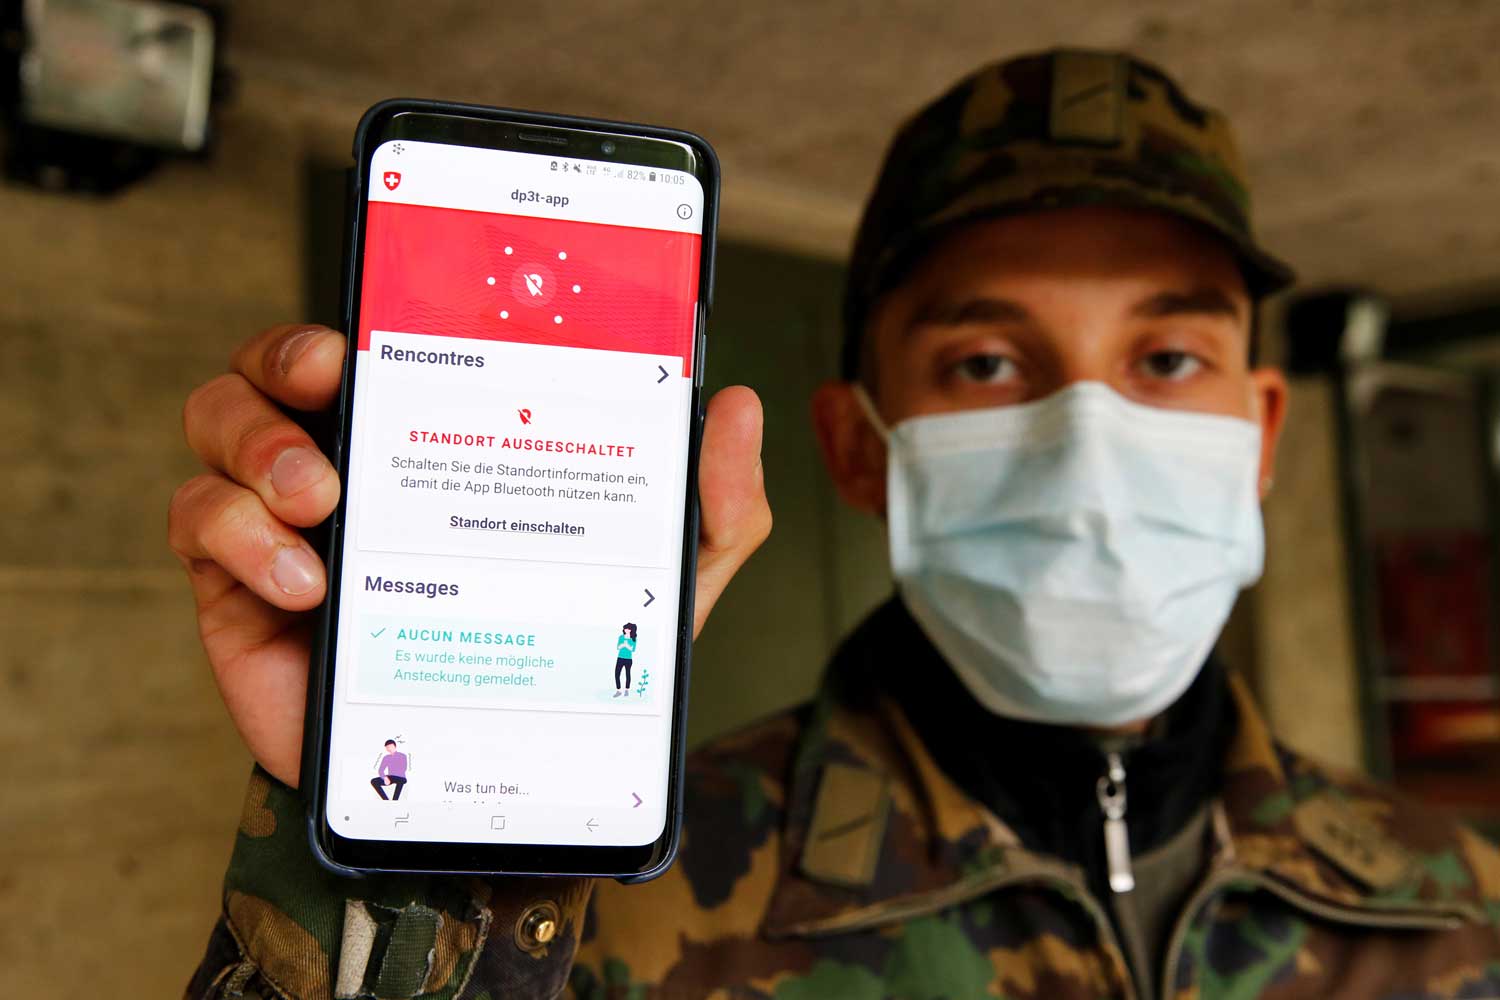 82% 10:05
dp3t-app
Rencontres
STANDORT AUSGESCHALTET
Schalten Sie die Standortinformation ein,
damit die App Bluetooth nützen kann.
Standort einschalten
Messages
AUCUN MESSAGE
Es wurde keine mögliche
Ansteckung gemeldet.
Was tun bei...